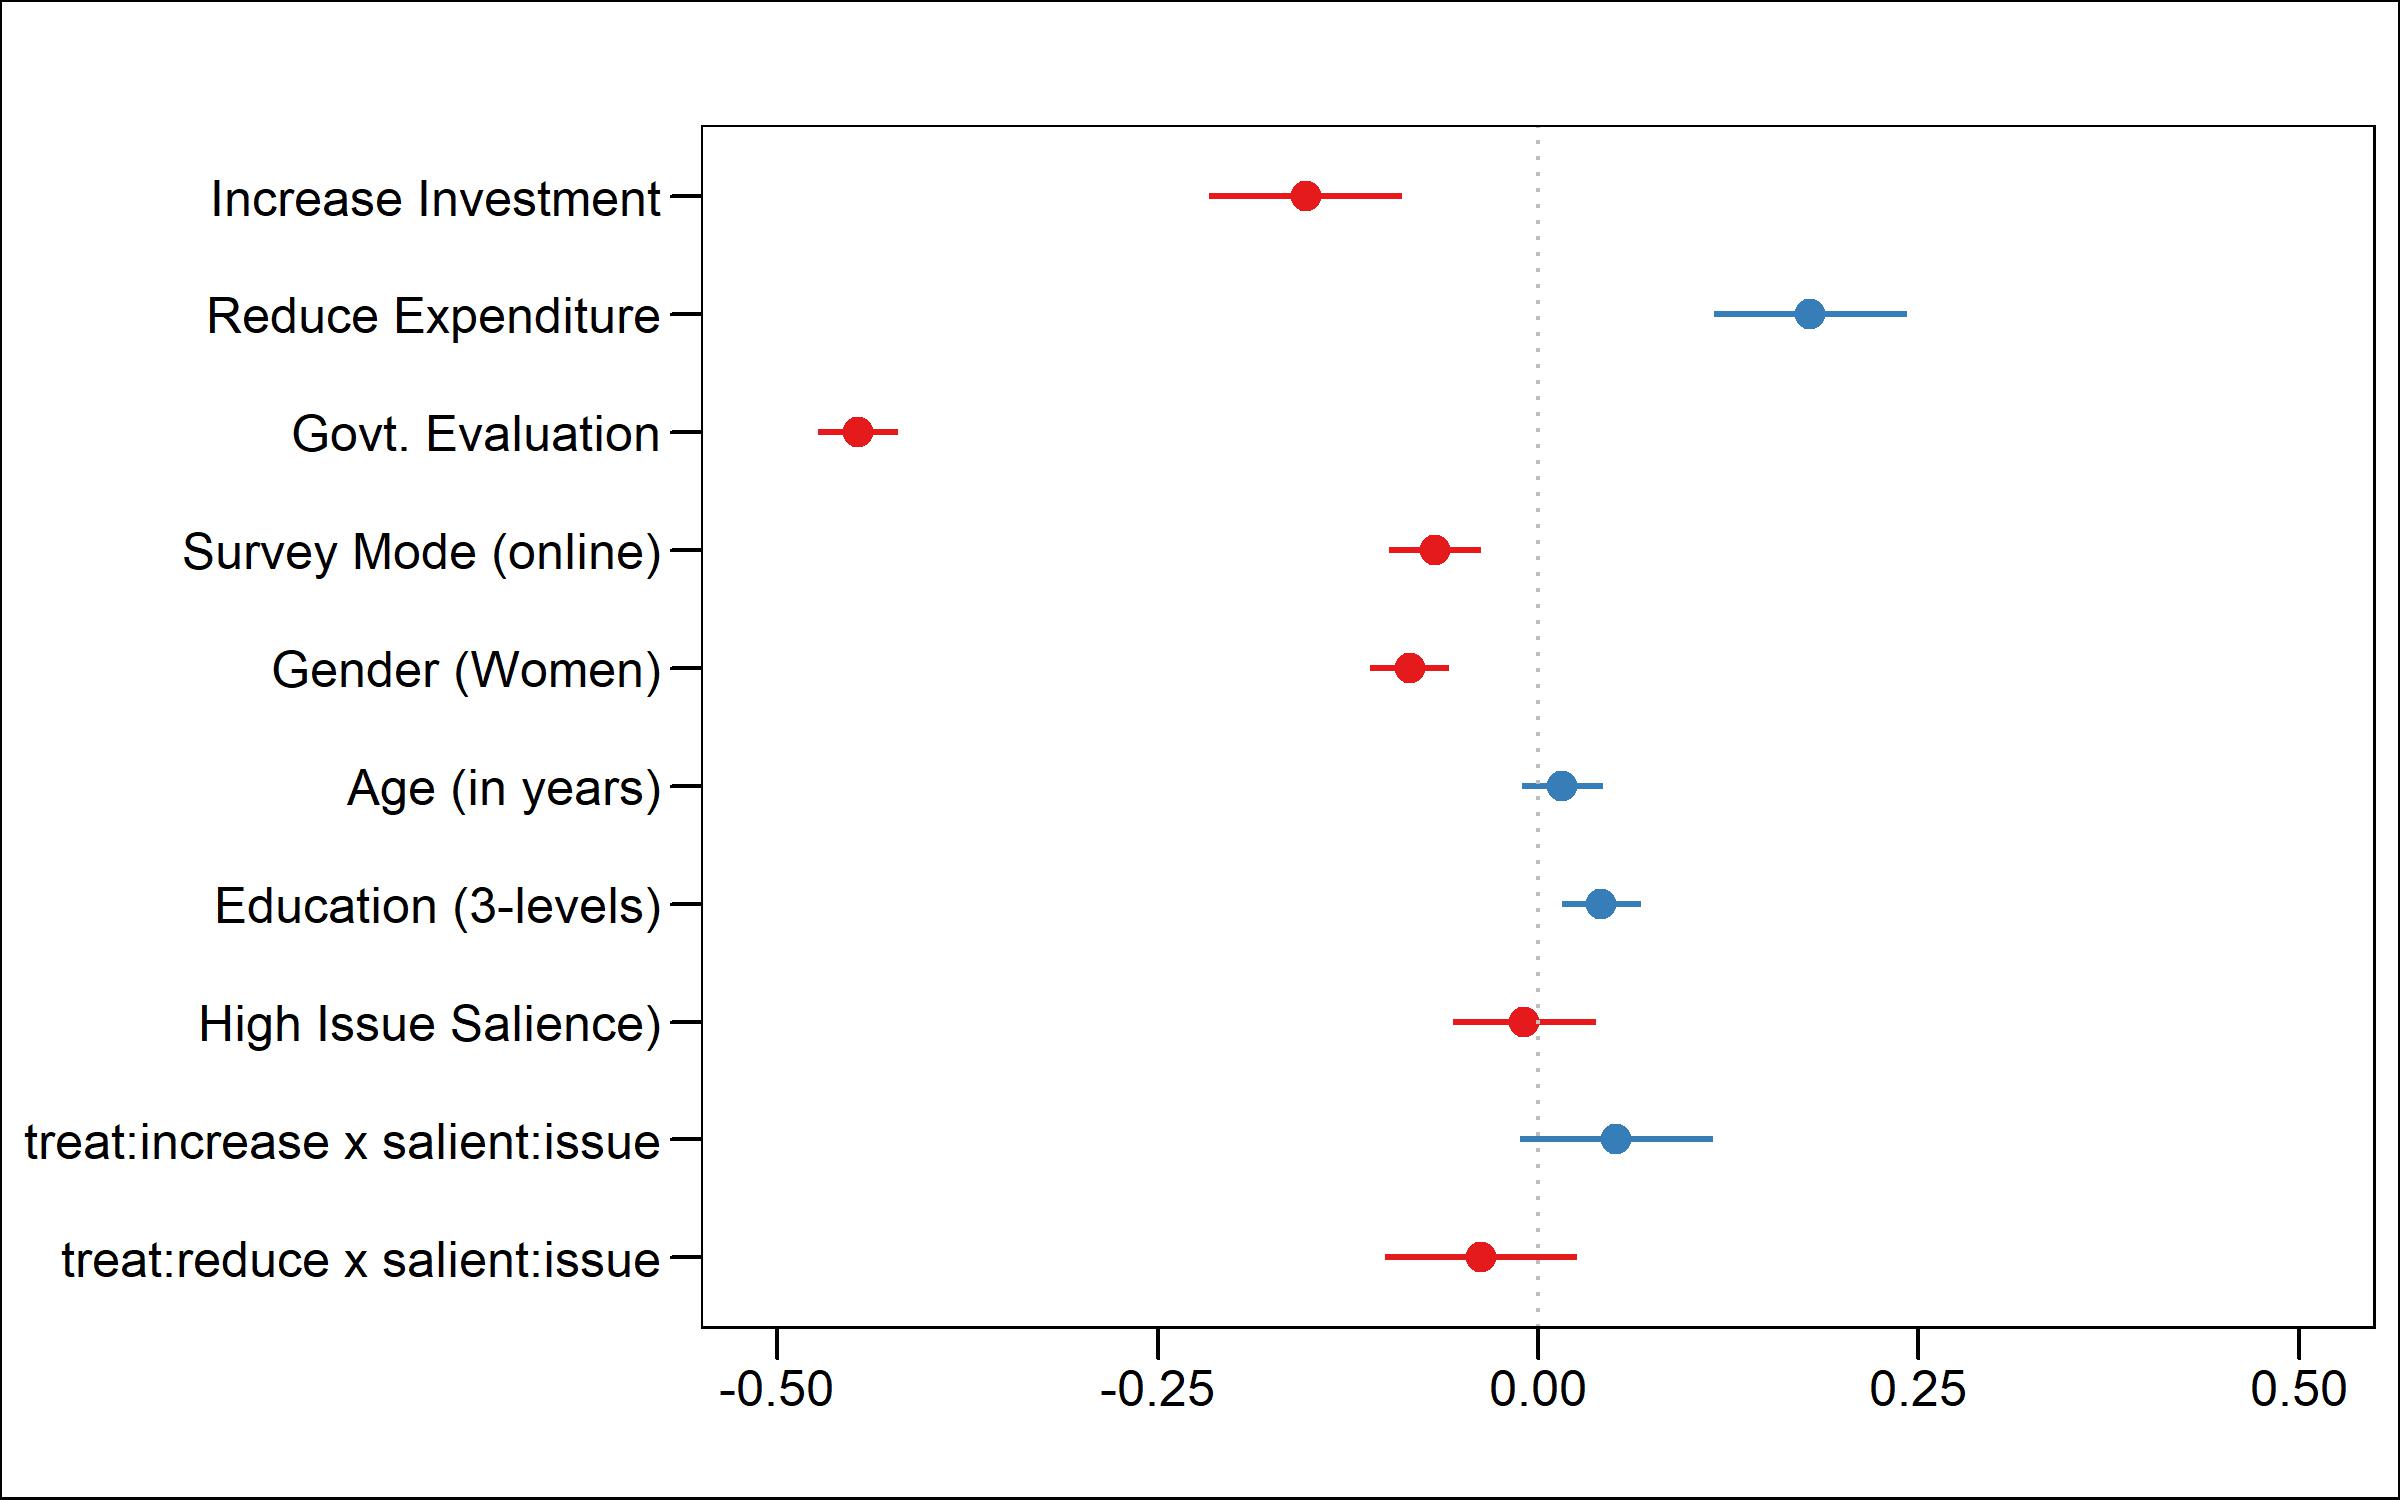 Increase Investment
Reduce Expenditure
Govt. Evaluation
Survey Mode (online)
Gender (Women)
Age (in years)
Education (3-levels)
High Issue Salience)
treat:increase x salient:issue
treat:reduce x salient:issue
-0.50 -0.25 0.00 0.25 0.50